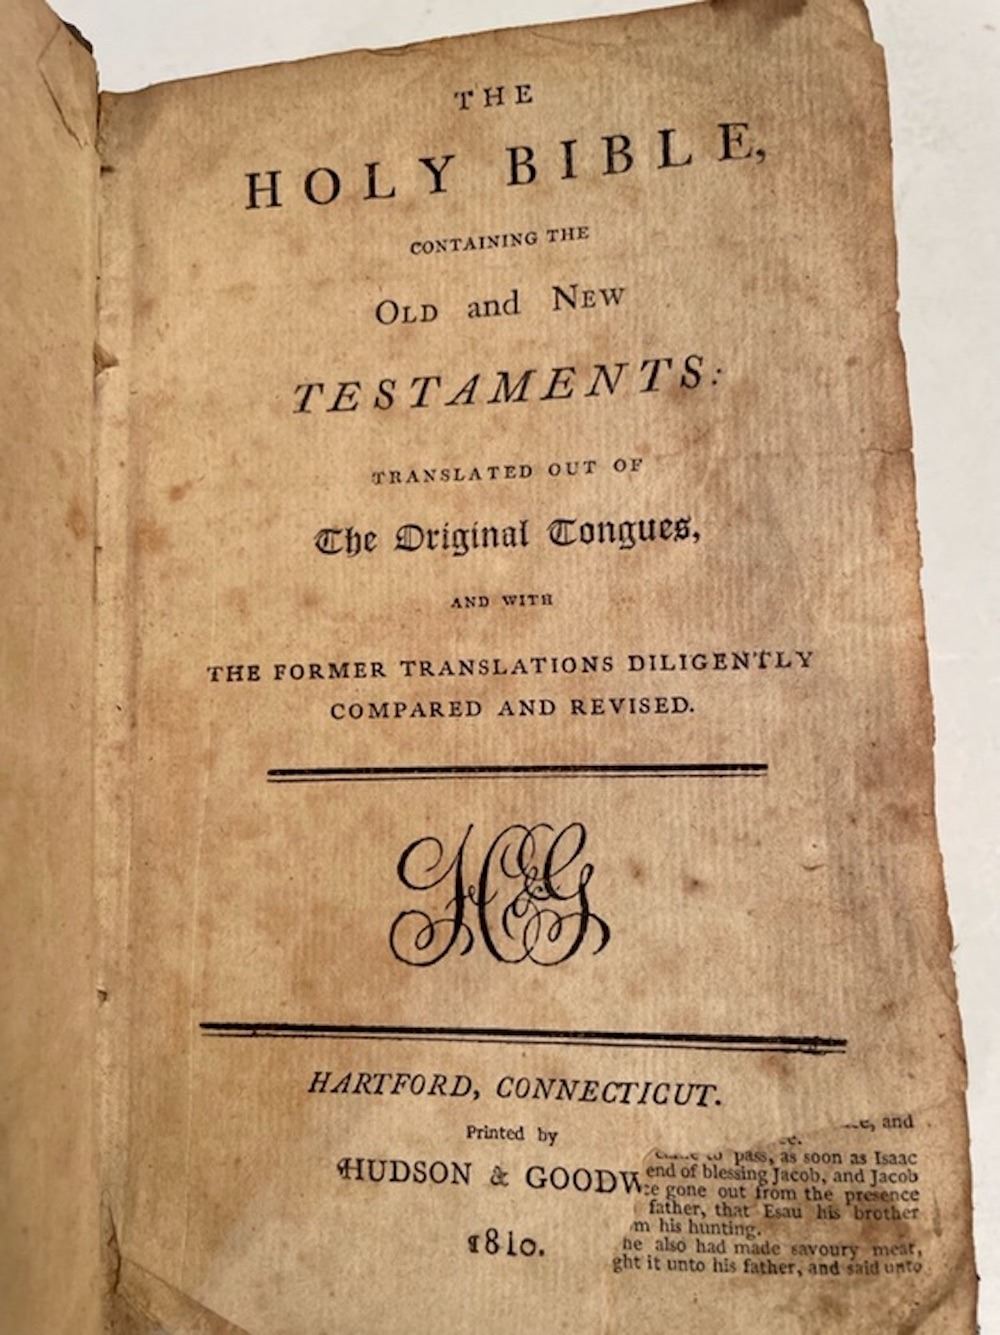 THE
HOLY BIBLE,
CONTAINING THE
OLD and NEW
TESTAMENTS:
TRANSLATED OUT OF
The Original Tongues,
AND WITH
THE FORMER TRANSLATIONS DILIGENTLY
COMPARED AND REVISED.
H&G
HARTFORD, CONNECTICUT.
Printed by
HUDSON & GOODW
1810.
and
pass, as soon as Isaac
end of blessing Jacob, and Jacob
gone out from the presence
father, that Esau his brother
m his hunting.
he also had made savoury meat,
ght it unto his father, and said unto